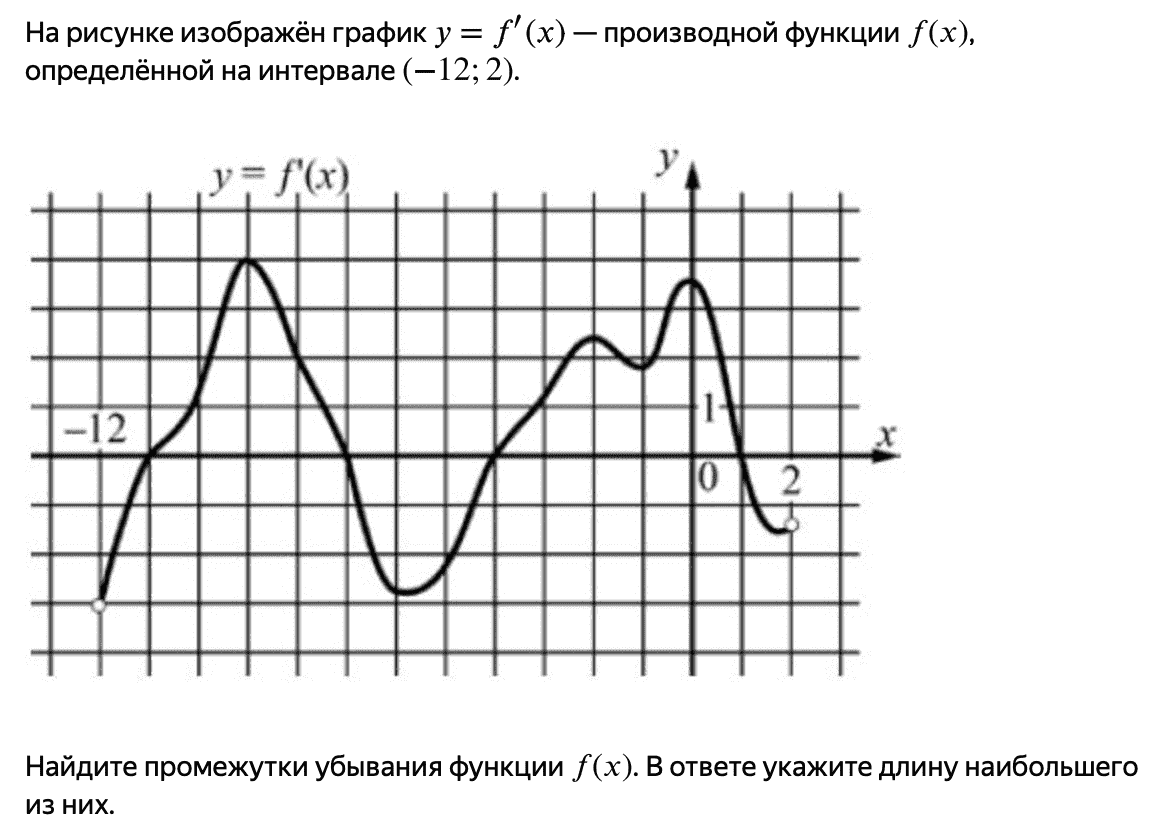 На рисунке изображён график y = f′(x) — производной функции f(x),
определённой на интервале (−12; 2).
y = f'(x)
y
−12
1
x
0
2
Найдите промежутки убывания функции f(x). В ответе укажите длину наибольшего
из них.